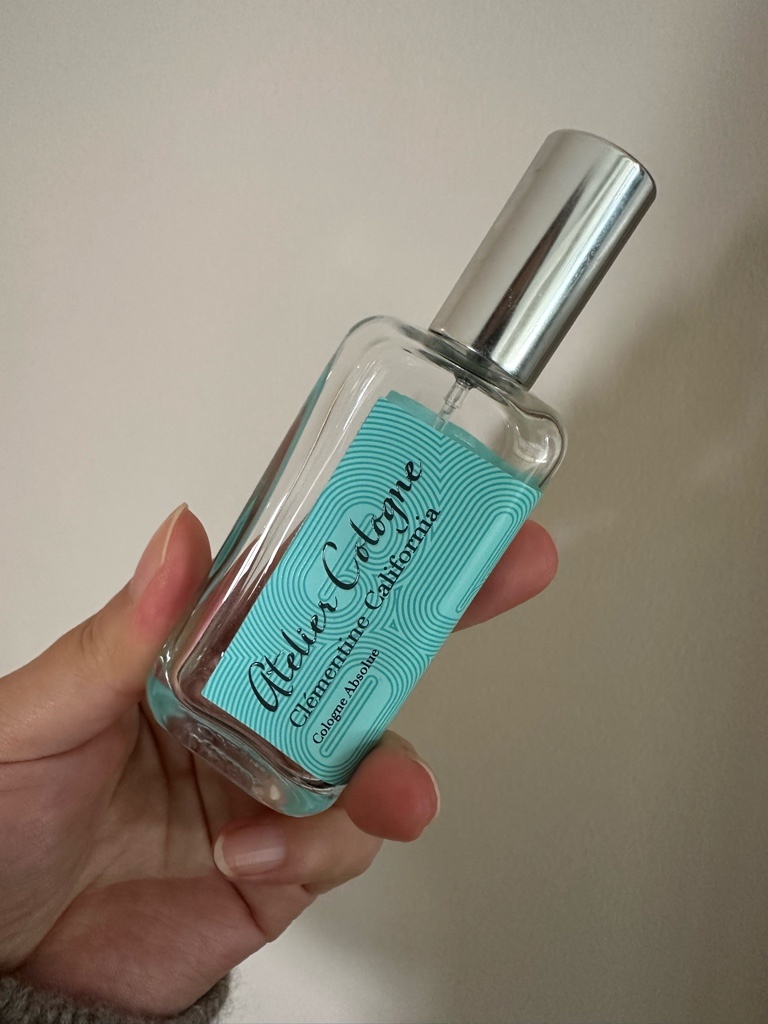 Atelier Cologne
Clémentine California
Cologne Absolue